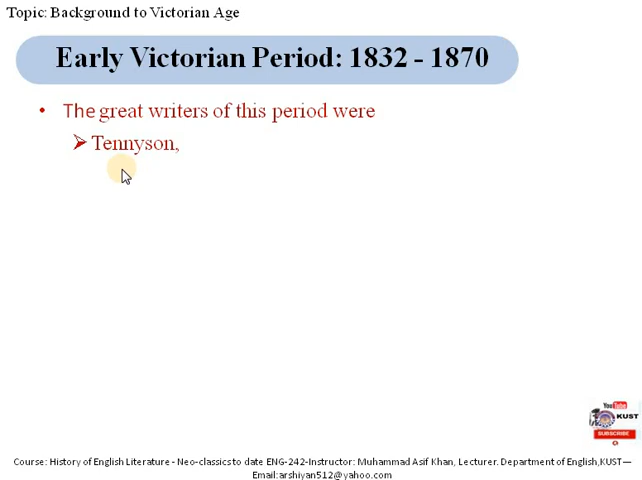 Topic: Background to Victorian Age
Early Victorian Period: 1832 - 1870
• The great writers of this period were
➢ Tennyson,
YouTube
KUST
SUBSCRIBE
Course: History of English Literature - Neo-classics to date ENG-242-Instructor: Muhammad Asif Khan, Lecturer. Department of English,KUST—
Email:arshiyan512@yahoo.com